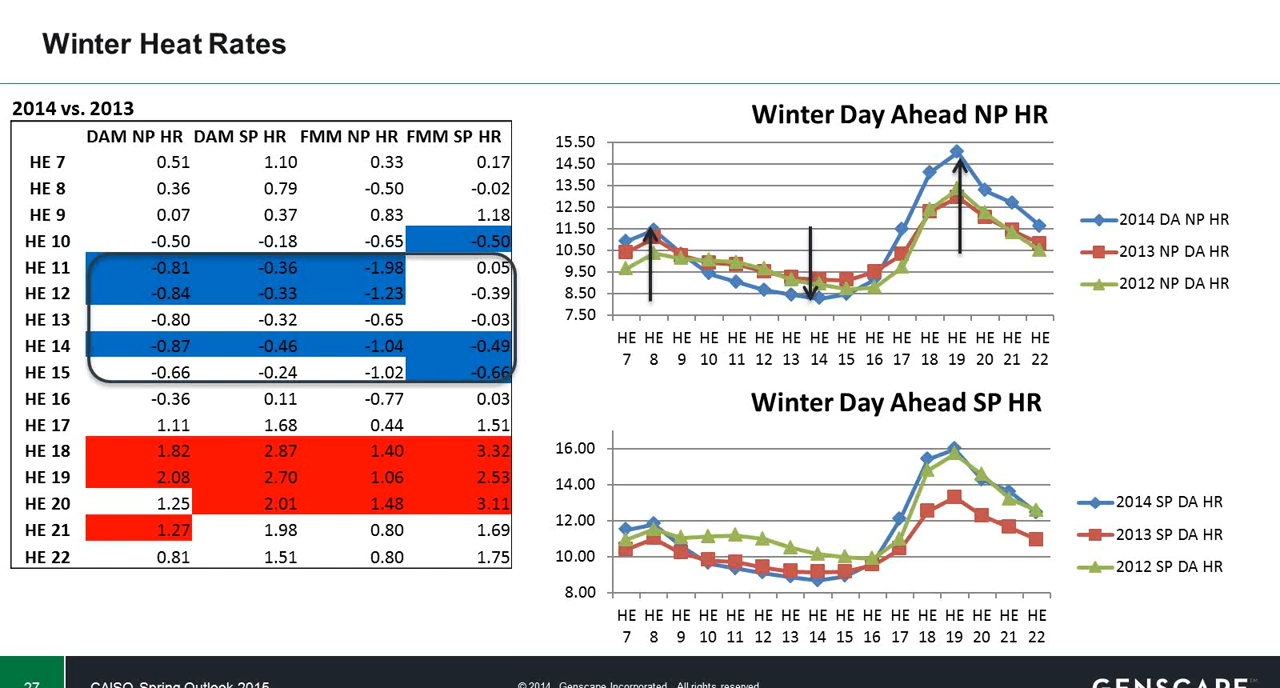 Winter Heat Rates
2014 vs. 2013
DAM NP HR DAM SP HR FMM NP HR FMM SP HR
HE 7 0.51 1.10 0.33 0.17
HE 8 0.36 0.79 -0.50 -0.02
HE 9 0.07 0.37 0.83 1.18
HE 10 -0.50 -0.18 -0.65 -0.50
HE 11 -0.81 -0.36 -1.98 0.05
HE 12 -0.84 -0.33 -1.23 -0.39
HE 13 -0.80 -0.32 -0.65 -0.03
HE 14 -0.87 -0.46 -1.04 -0.49
HE 15 -0.66 -0.24 -1.02 -0.66
HE 16 -0.36 0.11 -0.77 0.03
HE 17 1.11 1.68 0.44 1.51
HE 18 1.82 2.87 1.40 3.32
HE 19 2.08 2.70 1.06 2.53
HE 20 1.25 2.01 1.48 3.11
HE 21 1.27 1.98 0.80 1.69
HE 22 0.81 1.51 0.80 1.75
Winter Day Ahead NP HR
15.50
14.50
13.50
12.50
11.50
10.50
9.50
8.50
7.50
HE HE HE HE HE HE HE HE HE HE HE HE HE HE HE HE
7 8 9 10 11 12 13 14 15 16 17 18 19 20 21 22
2014 DA NP HR
2013 NP DA HR
2012 NP DA HR
Winter Day Ahead SP HR
16.00
14.00
12.00
10.00
8.00
HE HE HE HE HE HE HE HE HE HE HE HE HE HE HE HE
7 8 9 10 11 12 13 14 15 16 17 18 19 20 21 22
2014 SP DA HR
2013 SP DA HR
2012 SP DA HR
27 CAISO Spring Outlook 2015 © 2014 Genscape Incorporated. All rights reserved GENSCAPE™